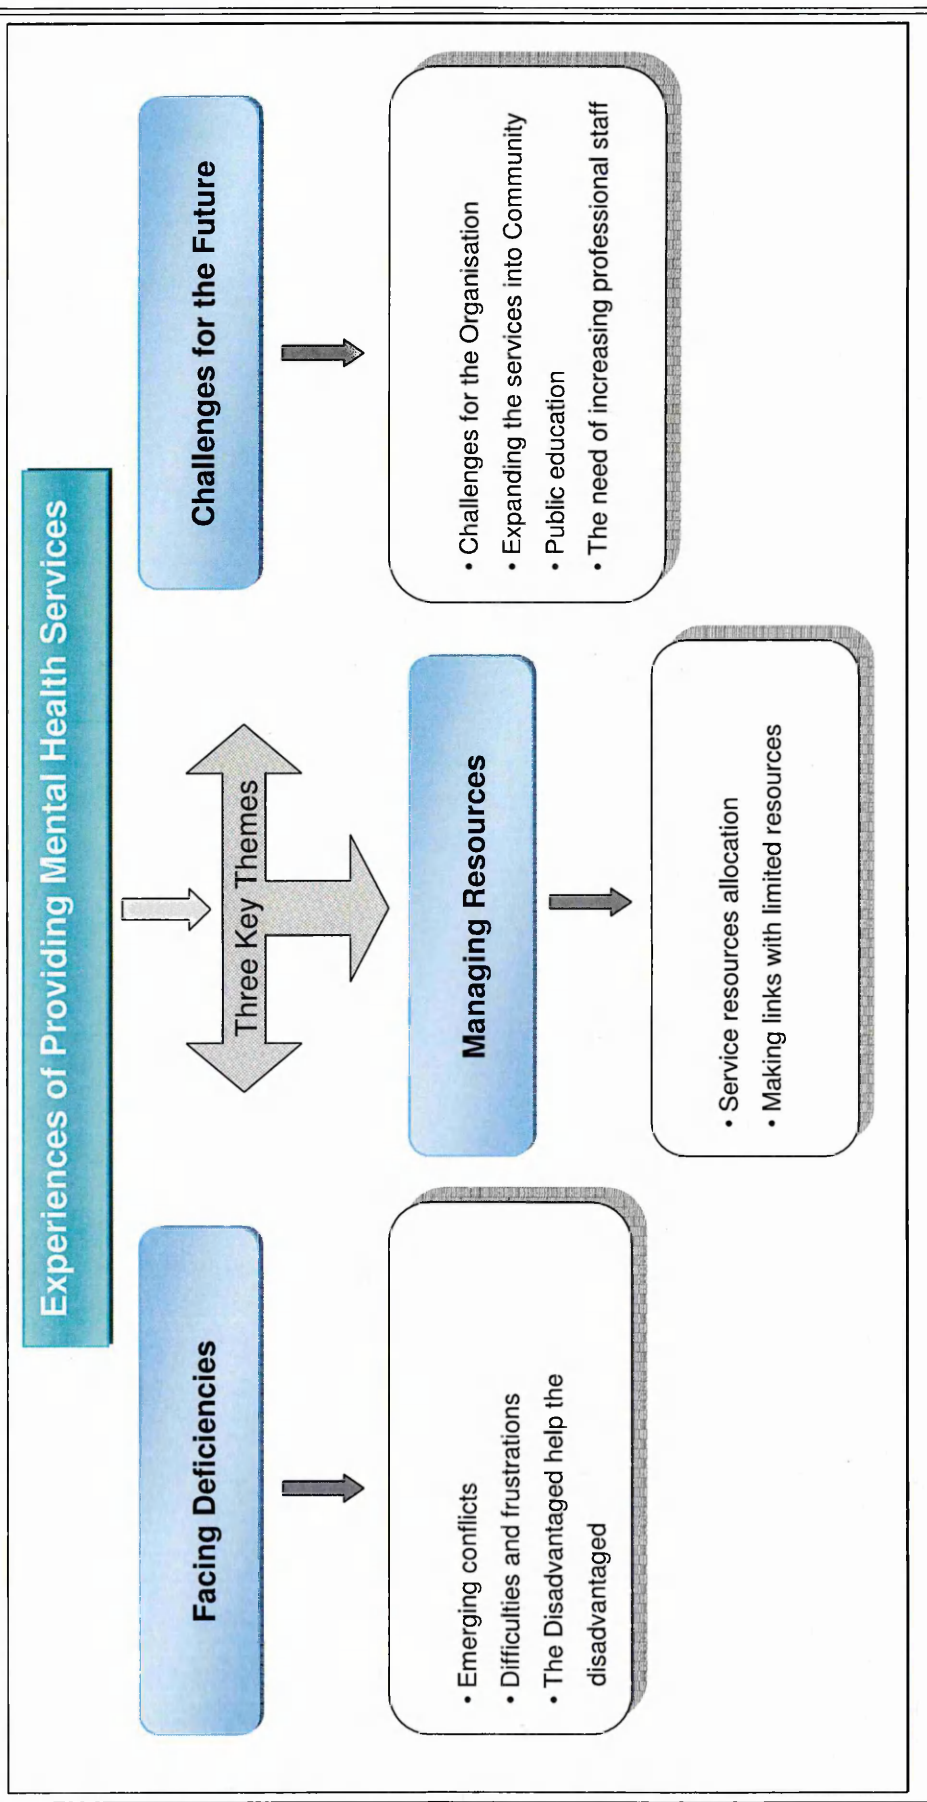 Experiences of Providing Mental Health Services
Three Key Themes
Facing Deficiencies
• Emerging conflicts
• Difficulties and frustrations
• The Disadvantaged help the
disadvantaged
Managing Resources
• Service resources allocation
• Making links with limited resources
Challenges for the Future
• Challenges for the Organisation
• Expanding the services into Community
• Public education
• The need of increasing professional staff